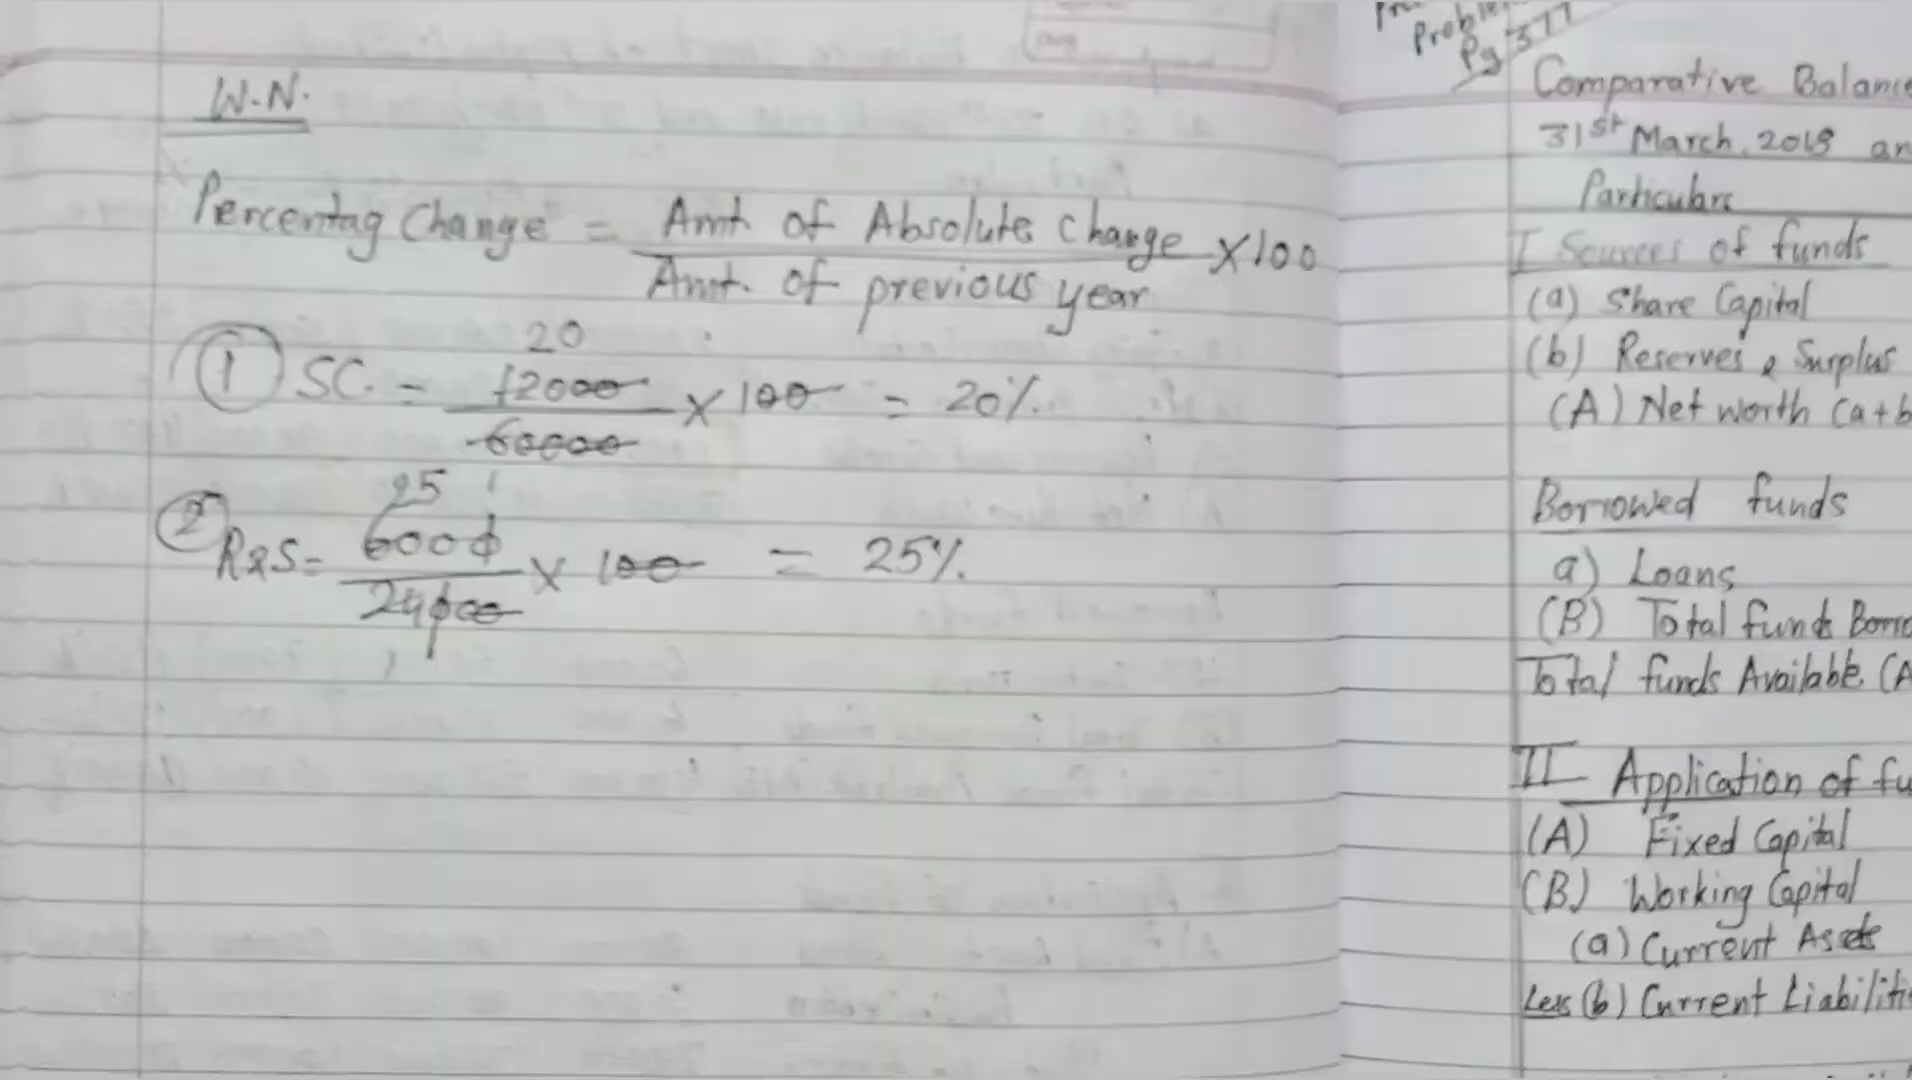 W.N.
Percentag Change = Amt. of Absolute change × 100
Amt. of previous year
20
① SC. = 12000 × 100 = 20%.
60000
25
② R&S = 6000 × 100 = 25%.
24000
Pg 377
Comparative Balance
31st March, 2018 an
Particulars
I Sources of funds
(a) Share Capital
(b) Reserves & Surplus
(A) Net worth (a+b
Borrowed funds
a) Loans
(B) Total funds Borro
Total funds Available (A
II Application of fu
(A) Fixed Capital
(B) Working Capital
(a) Current Assets
Less (b) Current Liabiliti